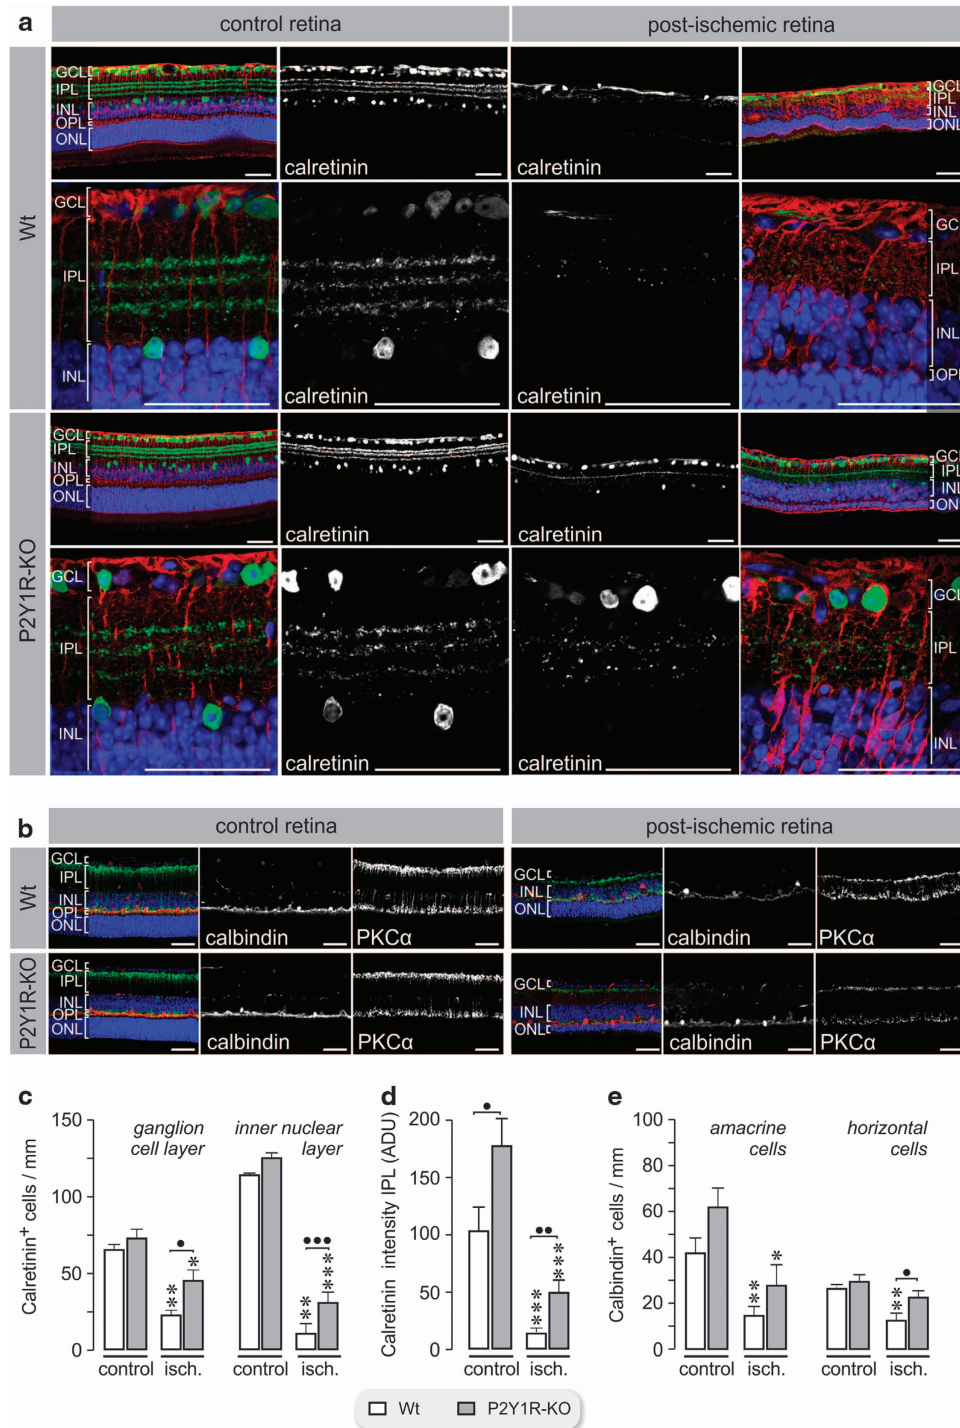 a
control retina
post-ischemic retina
Wt
GCL
IPL
INL
OPL
ONL
calretinin
calretinin
GCL
IPL
INL
ONL
GCL
IPL
INL
calretinin
calretinin
GC
IPL
INL
OPL
P2Y1R-KO
GCL
IPL
INL
OPL
ONL
calretinin
calretinin
GC
IPL
INL
ON
GCL
IPL
INL
calretinin
calretinin
GCL
IPL
INL
b
control retina
post-ischemic retina
Wt
GCL
IPL
INL
OPL
ONL
calbindin
PKCα
GCL
INL
ONL
calbindin
PKCα
P2Y1R-KO
GCL
IPL
INL
OPL
ONL
calbindin
PKCα
GCL
INL
ONL
calbindin
PKCα
c
Calretinin+ cells / mm
150
100
50
0
ganglion
cell layer
inner nuclear
layer
●
●●●
**
*
**
***
control
isch.
control
isch.
d
Calretinin intensity IPL (ADU)
200
150
100
50
0
●
●●
***
***
control
isch.
e
Calbindin+ cells / mm
100
80
60
40
20
0
amacrine
cells
horizontal
cells
●
**
*
**
control
isch.
control
isch.
Wt
P2Y1R-KO